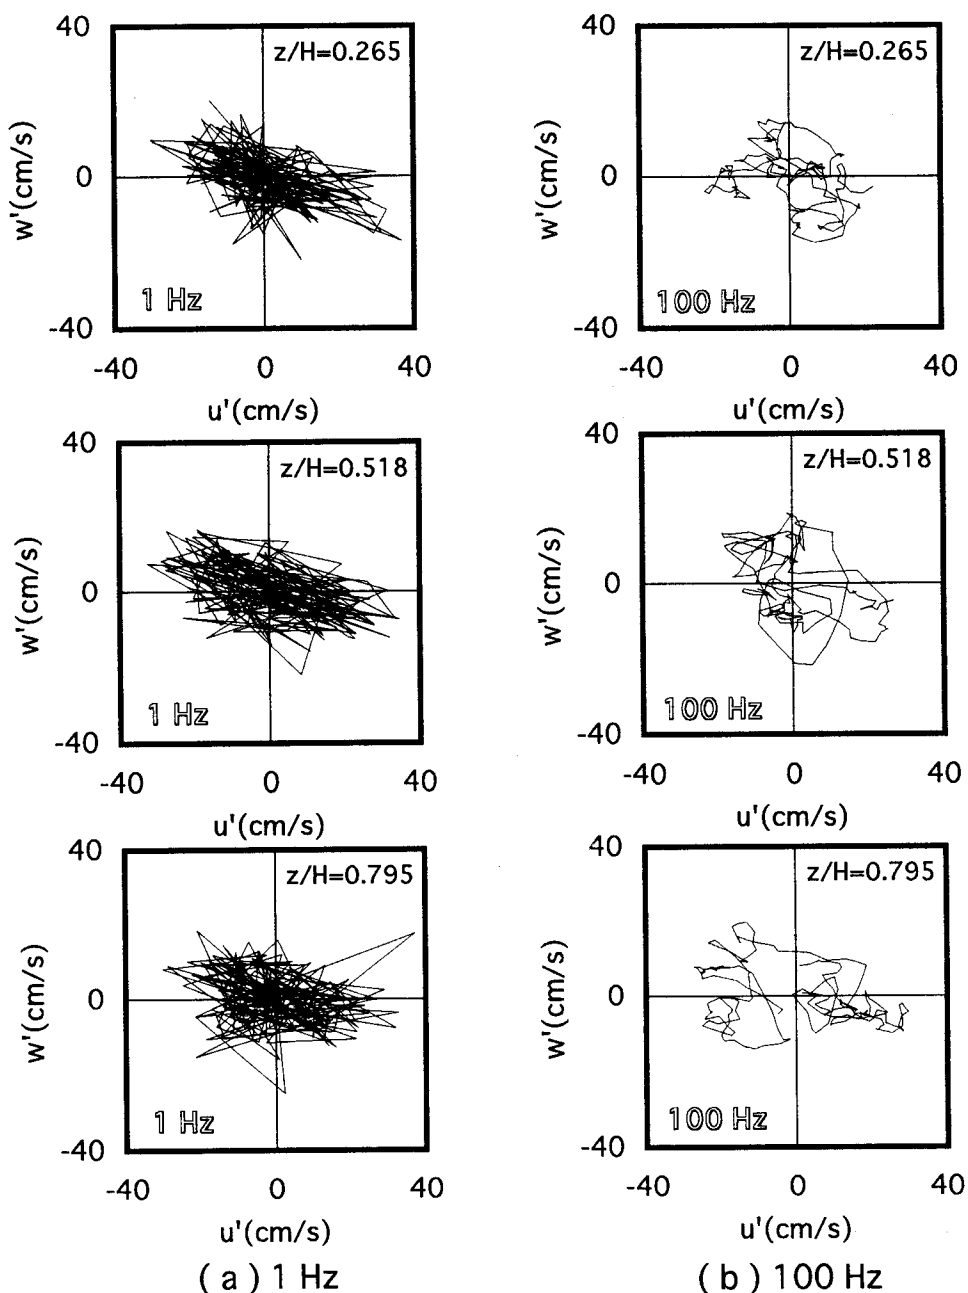 40
z/H=0.265
w'(cm/s)
0
1 Hz
-40
-40 0 40
u'(cm/s)
40
z/H=0.265
w'(cm/s)
0
100 Hz
-40
-40 0 40
u'(cm/s)
40
z/H=0.518
w'(cm/s)
0
1 Hz
-40
-40 0 40
u'(cm/s)
40
z/H=0.518
w'(cm/s)
0
100 Hz
-40
-40 0 40
u'(cm/s)
40
z/H=0.795
w'(cm/s)
0
1 Hz
-40
-40 0 40
u'(cm/s)
40
z/H=0.795
w'(cm/s)
0
100 Hz
-40
-40 0 40
u'(cm/s)
( a ) 1 Hz
( b ) 100 Hz